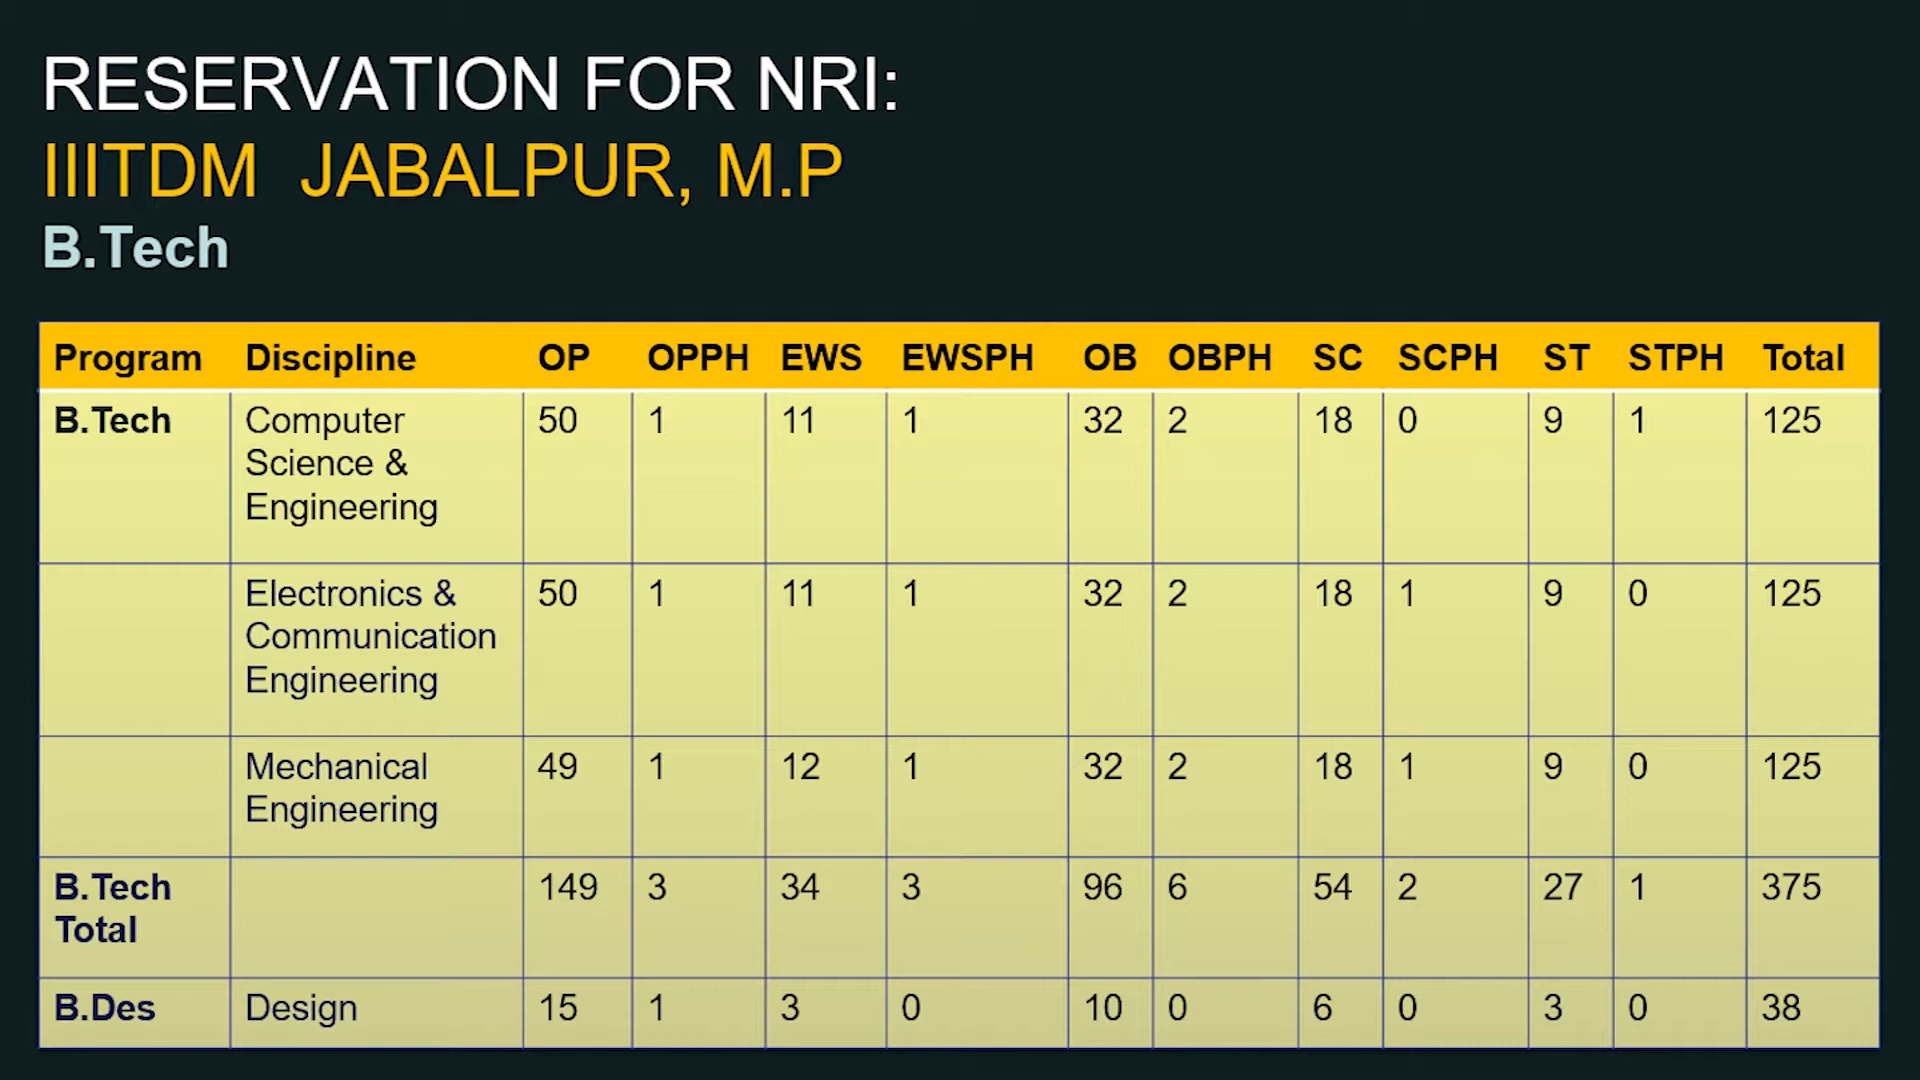 RESERVATION FOR NRI:
IIITDM JABALPUR, M.P
B.Tech
Program Discipline OP OPPH EWS EWSPH OB OBPH SC SCPH ST STPH Total
B.Tech Computer 50 1 11 1 32 2 18 0 9 1 125
Science &
Engineering
Electronics & 50 1 11 1 32 2 18 1 9 0 125
Communication
Engineering
Mechanical 49 1 12 1 32 2 18 1 9 0 125
Engineering
B.Tech 149 3 34 3 96 6 54 2 27 1 375
Total
B.Des Design 15 1 3 0 10 0 6 0 3 0 38